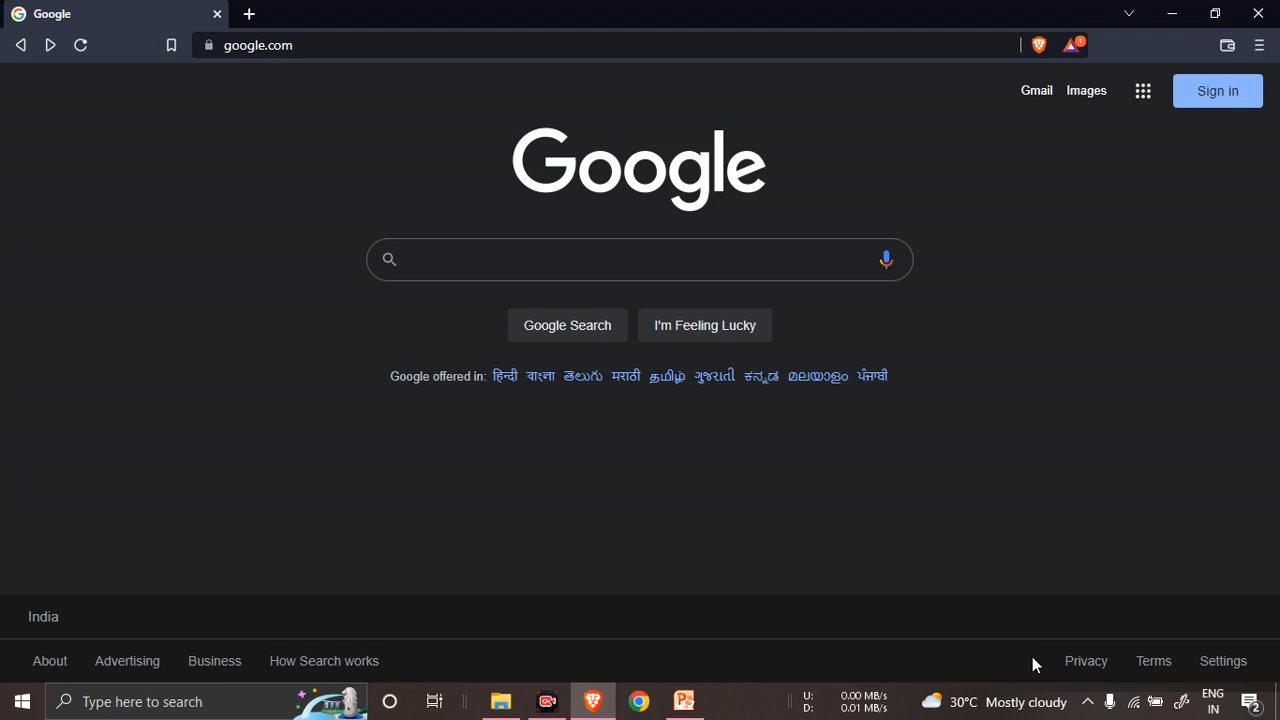 Google
google.com
1
Gmail Images Sign in
Google
Google Search I'm Feeling Lucky
Google offered in: हिन्दी বাংলা తెలుగు मराठी தமிழ் ગુજરાતી ಕನ್ನಡ മലയാളം ਪੰਜਾਬੀ
India
About Advertising Business How Search works Privacy Terms Settings
Type here to search
U: 0.00 MB/s
D: 0.01 MB/s
30°C Mostly cloudy
ENG
IN
2